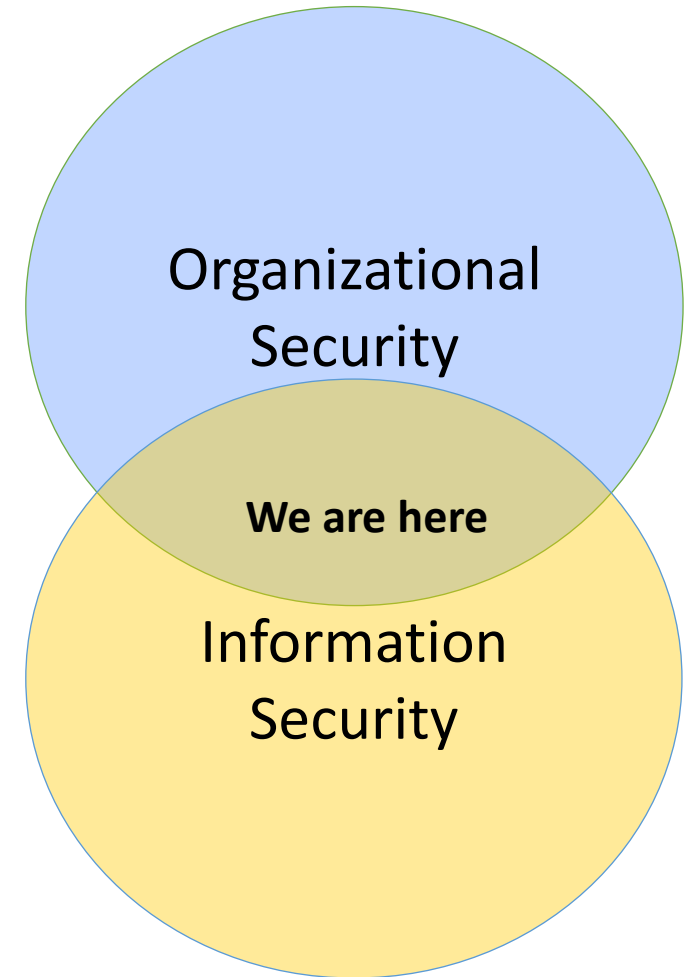 Organizational
Security
We are here
Information
Security